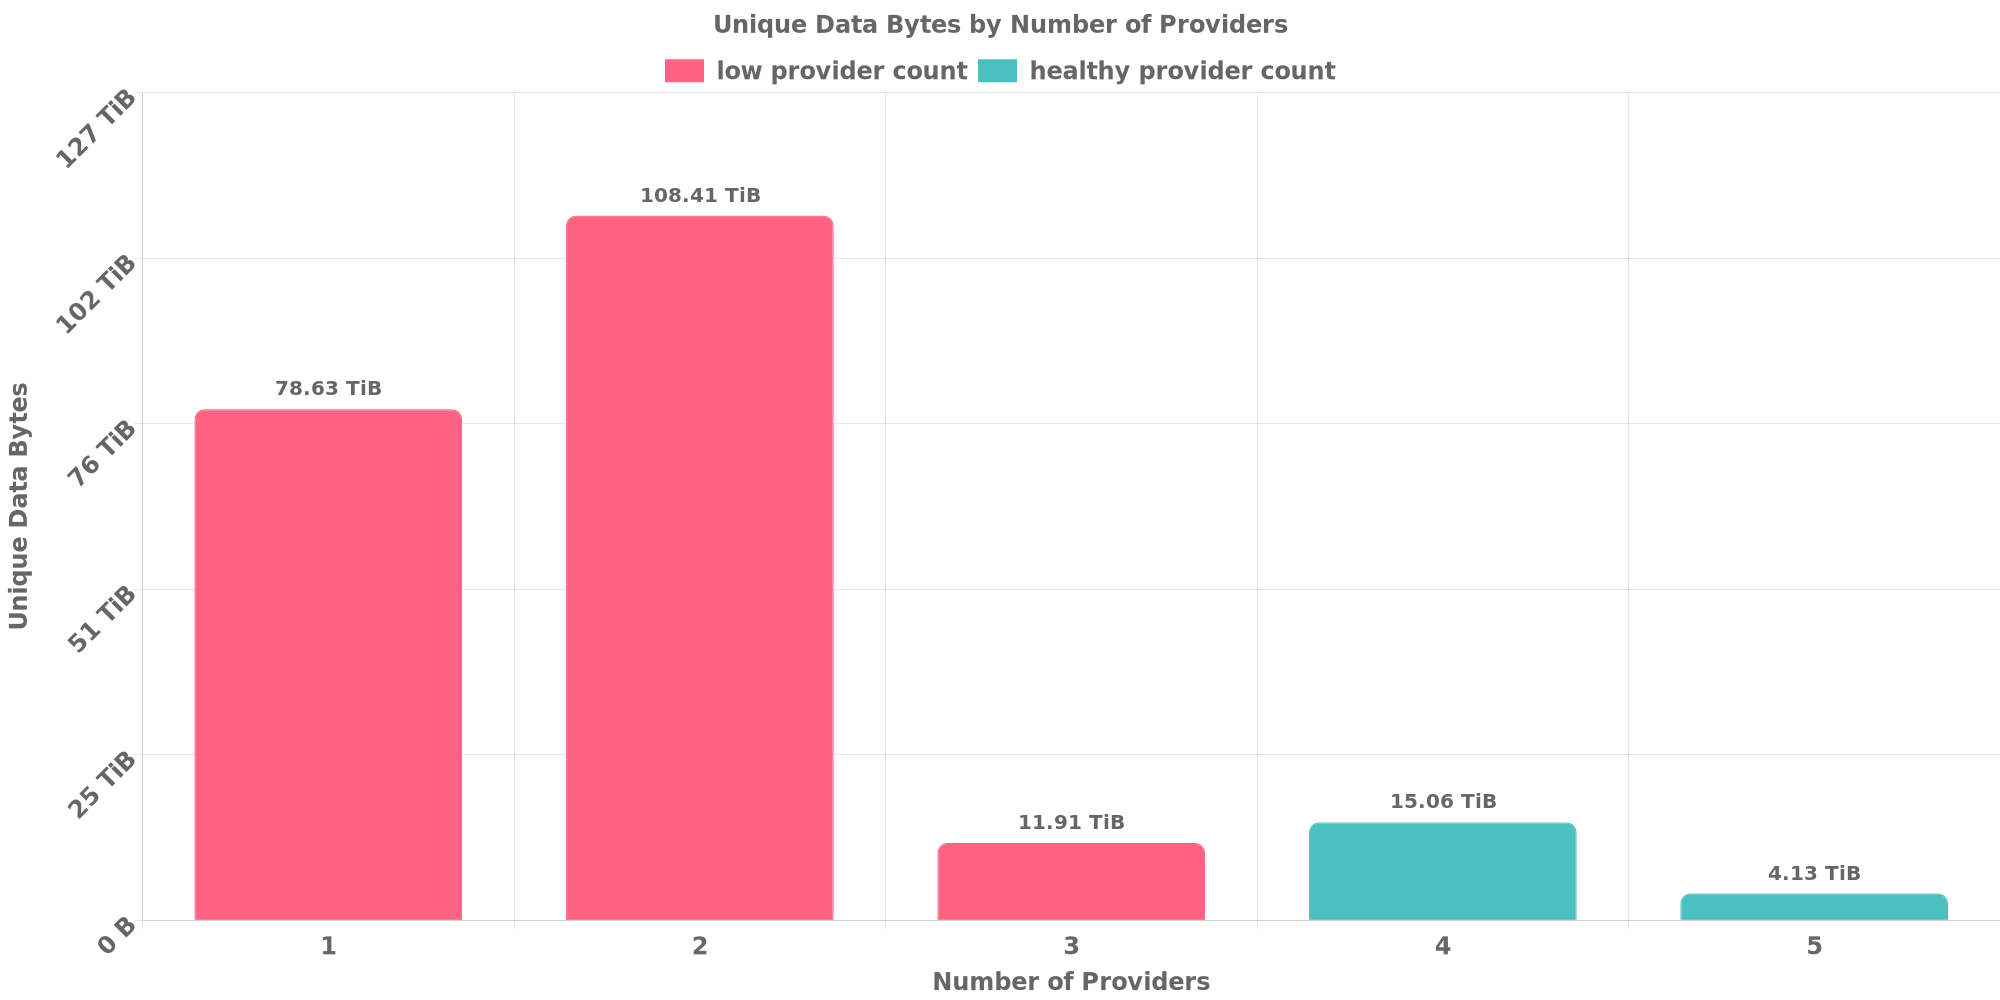 Unique Data Bytes by Number of Providers
low provider count healthy provider count
127 TiB
102 TiB
76 TiB
51 TiB
25 TiB
0 B
Unique Data Bytes
78.63 TiB
108.41 TiB
11.91 TiB
15.06 TiB
4.13 TiB
1 2 3 4 5
Number of Providers